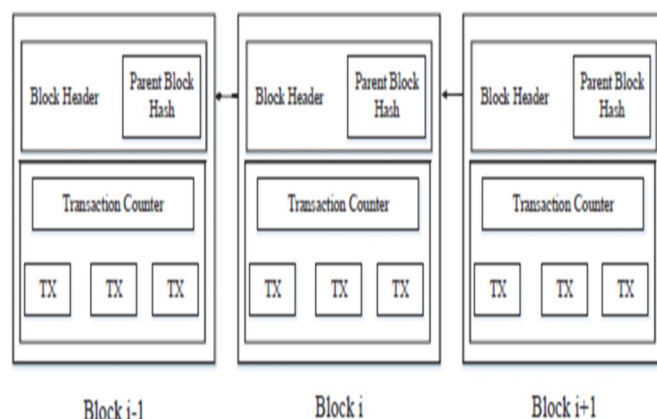 Block Header
Parent Block
Hash
Transaction Counter
TX TX TX
Block i-1
Block Header
Parent Block
Hash
Transaction Counter
TX TX TX
Block i
Block Header
Parent Block
Hash
Transaction Counter
TX TX TX
Block i+1